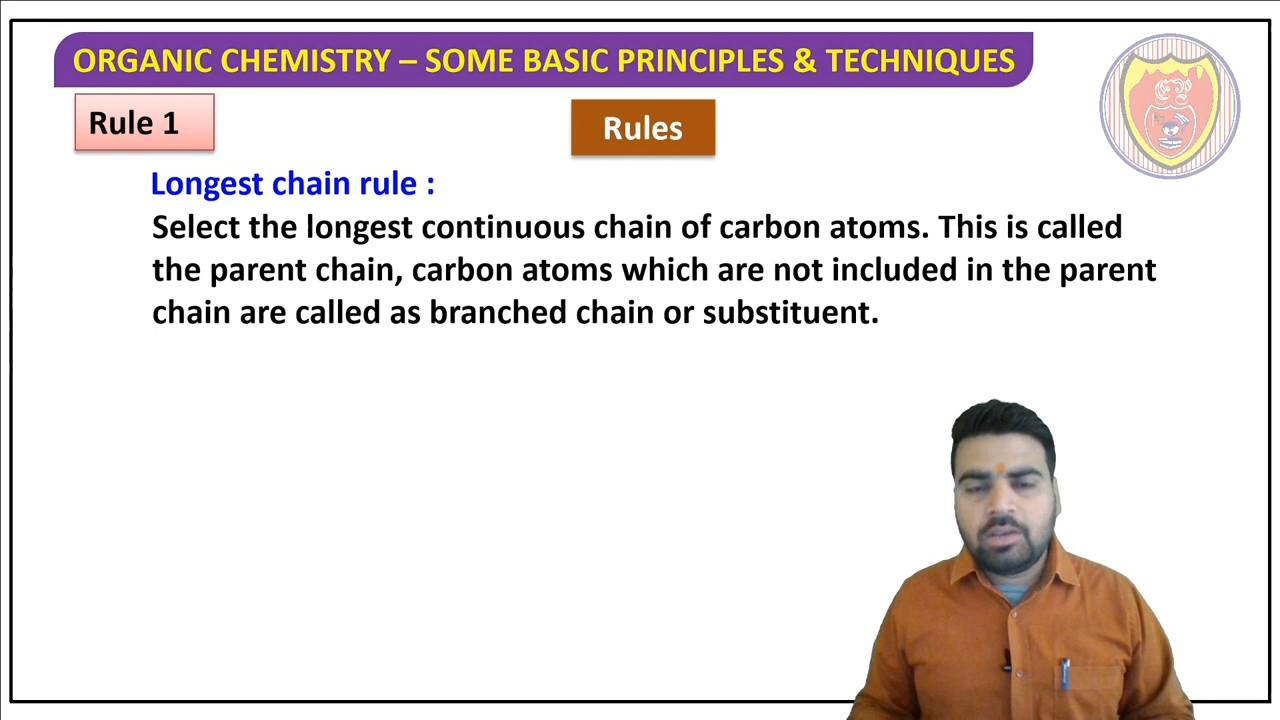 ORGANIC CHEMISTRY – SOME BASIC PRINCIPLES & TECHNIQUES
Rule 1
Rules
Longest chain rule :
Select the longest continuous chain of carbon atoms. This is called
the parent chain, carbon atoms which are not included in the parent
chain are called as branched chain or substituent.